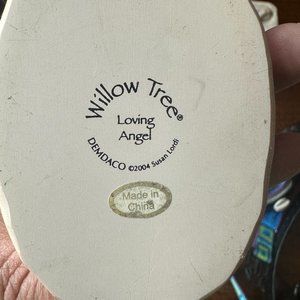 Willow Tree®
Loving
Angel
DEMDACO ©2004 Susan Lordi
Made in
China